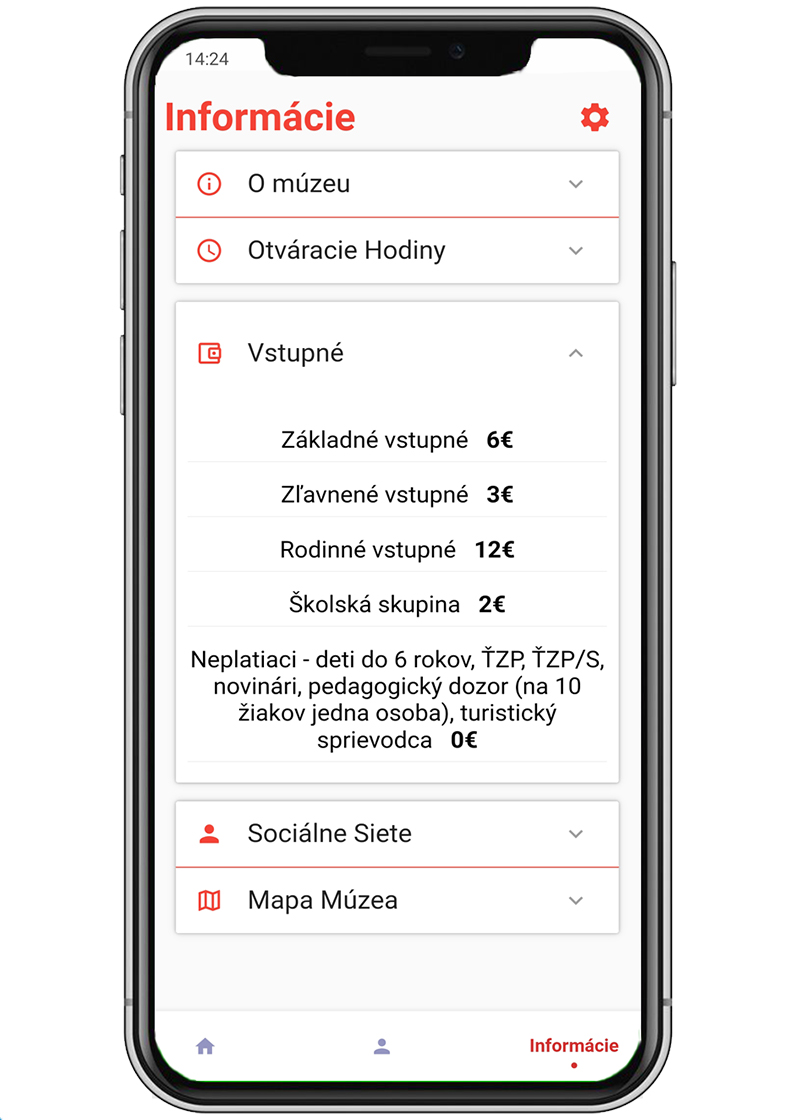 14:24
Informácie
O múzeu
Otváracie Hodiny
Vstupné
Základné vstupné 6€
Zľavnené vstupné 3€
Rodinné vstupné 12€
Školská skupina 2€
Neplatiaci - deti do 6 rokov, ŤZP, ŤZP/S,
novinári, pedagogický dozor (na 10
žiakov jedna osoba), turistický
sprievodca 0€
Sociálne Siete
Mapa Múzea
Informácie